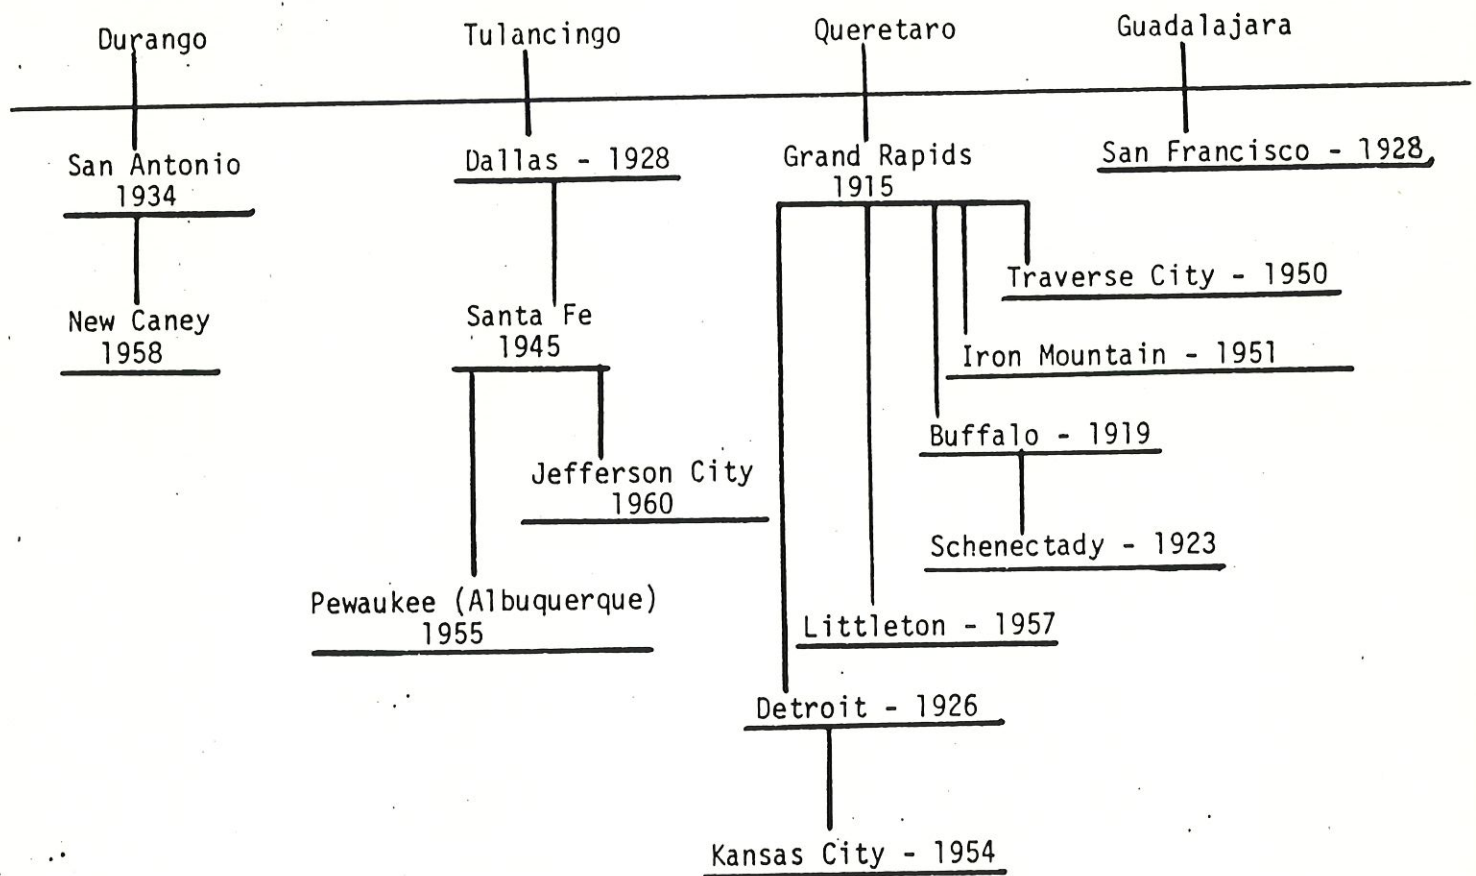 Durango
Tulancingo
Queretaro
Guadalajara
San Antonio
1934
Dallas - 1928
Grand Rapids
1915
San Francisco - 1928
New Caney
1958
Santa Fe
1945
Traverse City - 1950
Iron Mountain - 1951
Buffalo - 1919
Jefferson City
1960
Schenectady - 1923
Pewaukee (Albuquerque)
1955
Littleton - 1957
Detroit - 1926
Kansas City - 1954